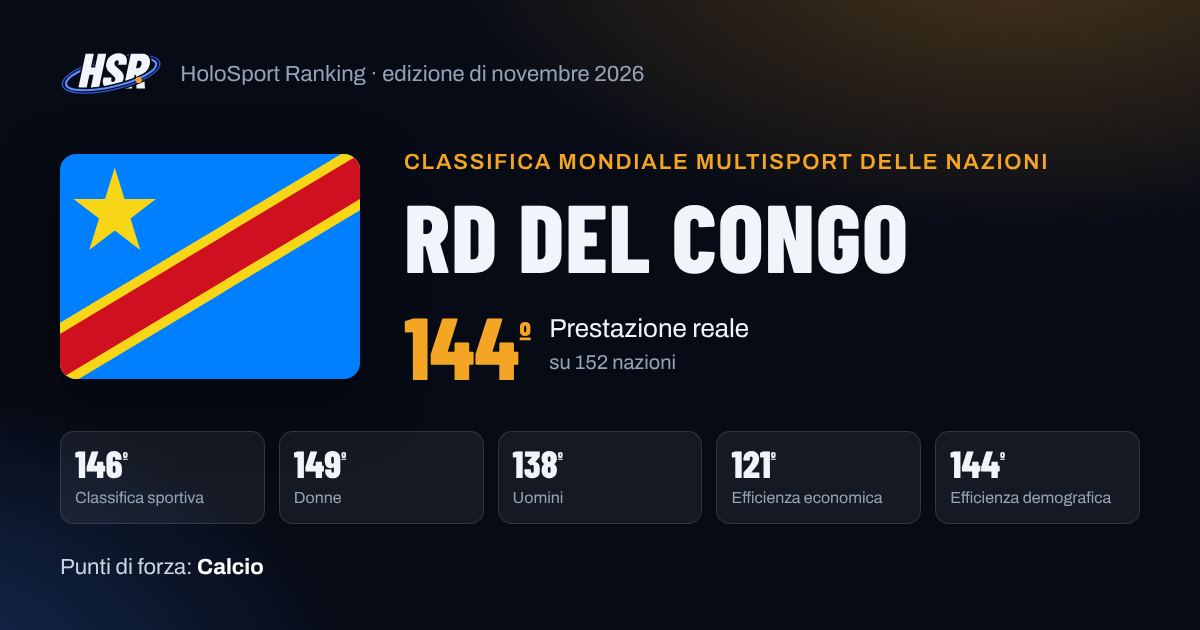 HSR
HoloSport Ranking · edizione di novembre 2026
CLASSIFICA MONDIALE MULTISPORT DELLE NAZIONI
RD DEL CONGO
144º
Prestazione reale
su 152 nazioni
146º
Classifica sportiva
149º
Donne
138º
Uomini
121º
Efficienza economica
144º
Efficienza demografica
Punti di forza: Calcio